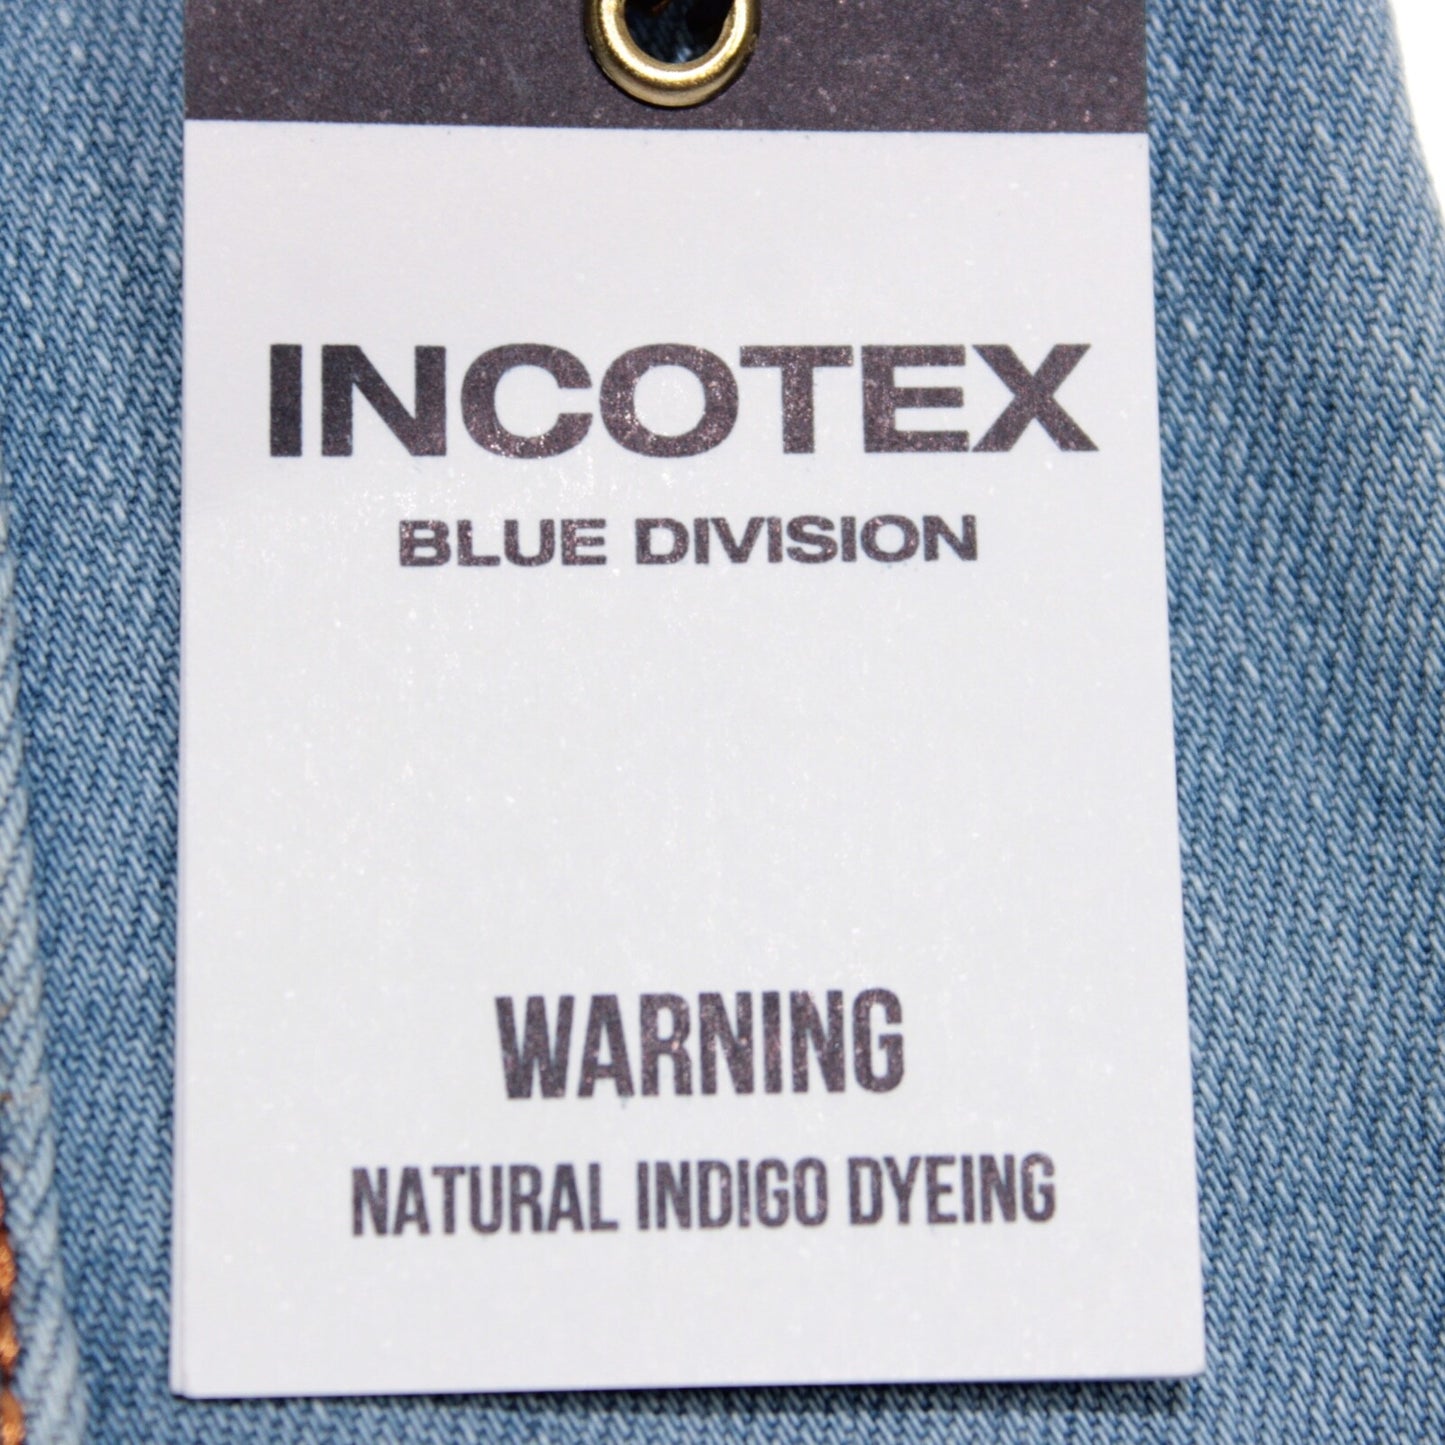 INCOTEX
BLUE DIVISION
WARNING
NATURAL INDIGO DYEING